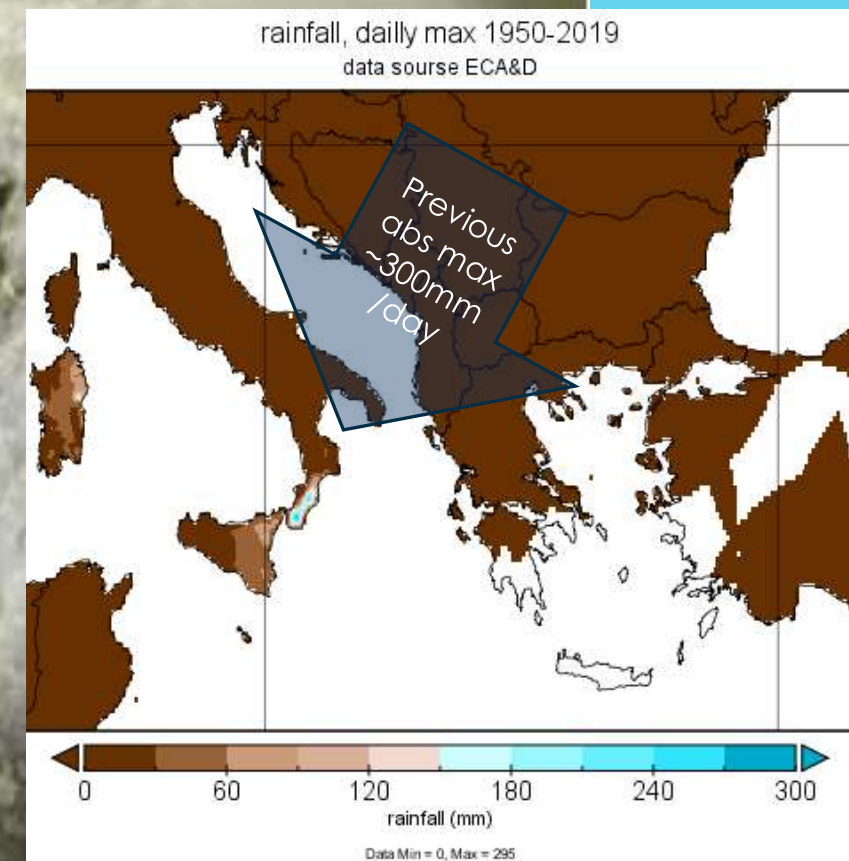 rainfall, dailly max 1950-2019
data sourse ECA&D
Previous
abs max
~300mm
/day
0 60 120 180 240 300
rainfall (mm)
Data Min = 0, Max = 295